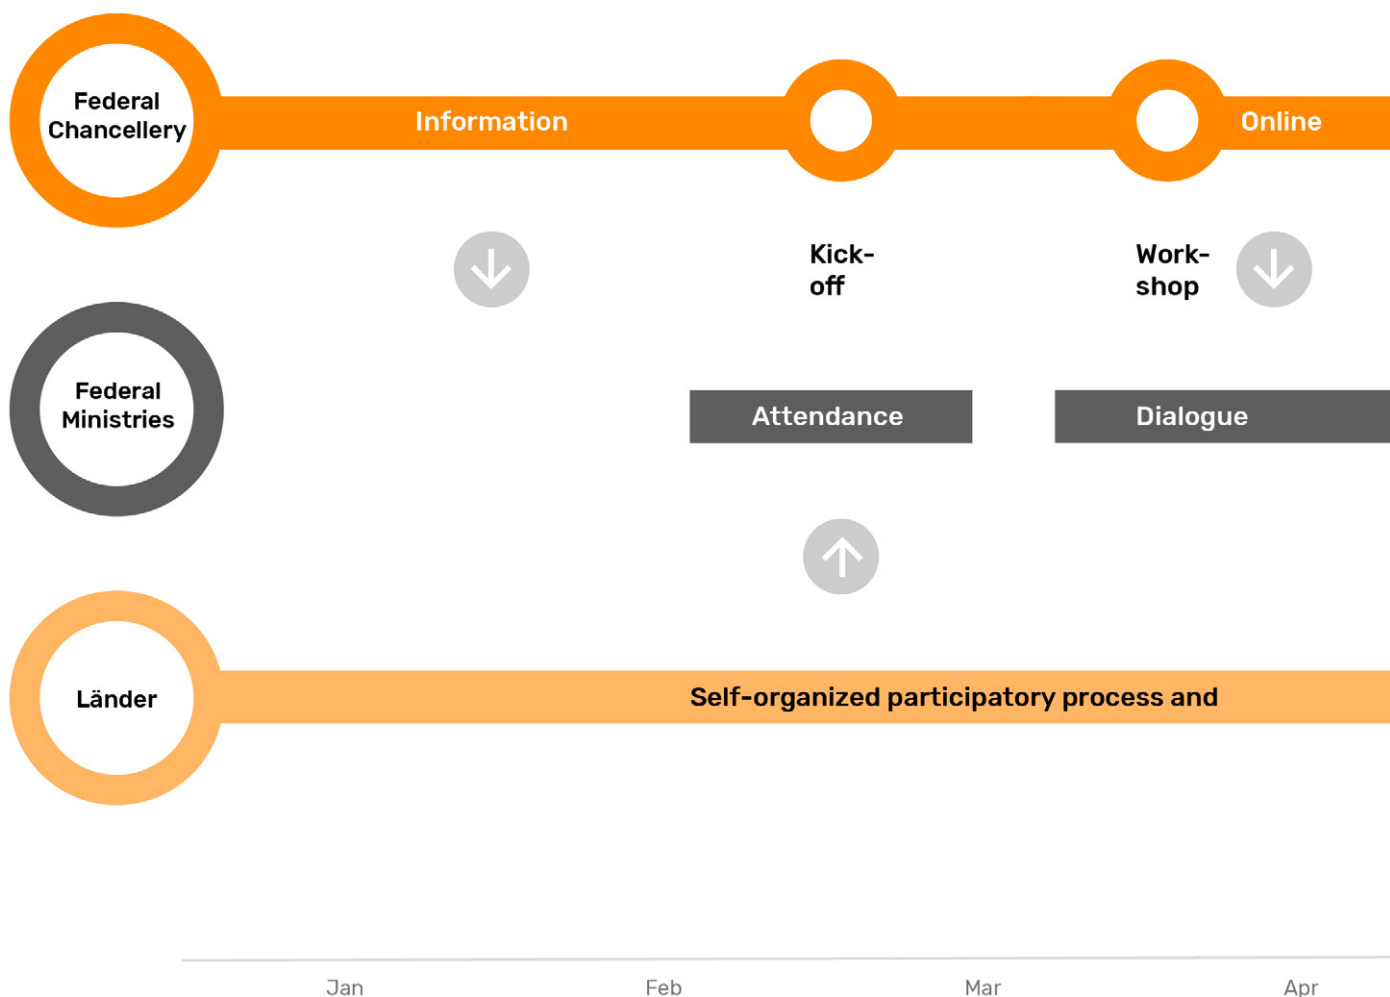 Federal
Chancellery
Information
Online
Kick-
off
Work-
shop
Federal
Ministries
Attendance
Dialogue
Länder
Self-organized participatory process and
Jan
Feb
Mar
Apr